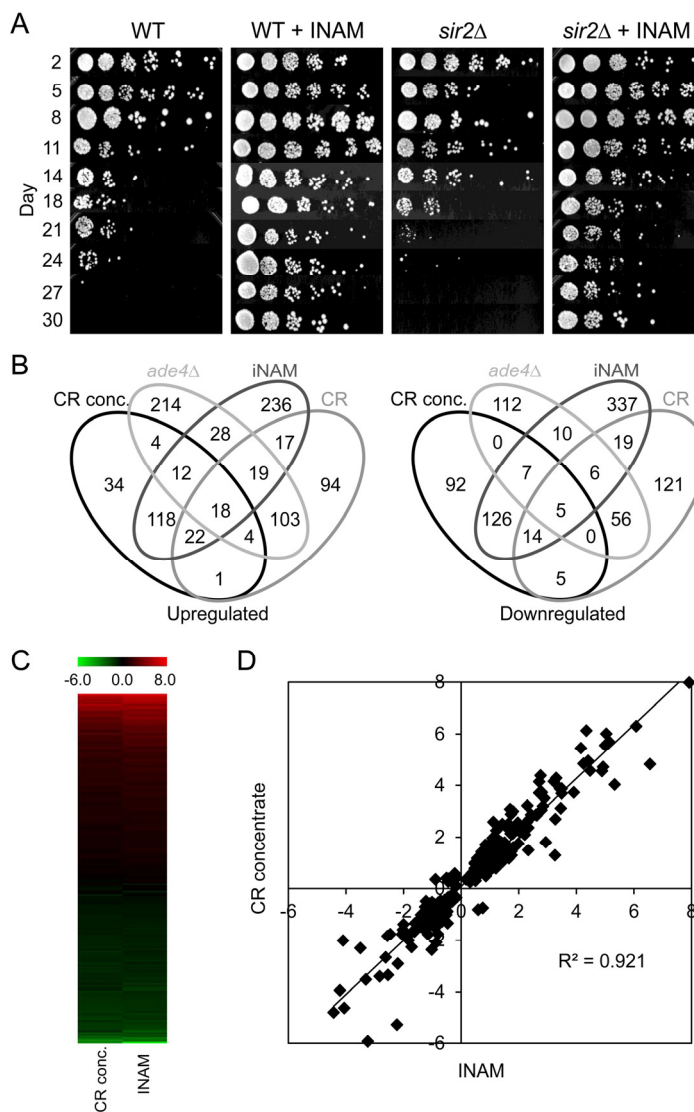 A
WT
WT + INAM
sir2Δ
sir2Δ + INAM
Day
2
5
8
11
14
18
21
24
27
30
B
CR conc.
ade4Δ
iNAM
CR
214
236
4
28
17
34
12
19
94
118
18
103
22
4
1
Upregulated
CR conc.
ade4Δ
iNAM
CR
112
337
0
10
19
92
7
6
121
126
5
56
14
0
5
Downregulated
C
-6.0 0.0 8.0
CR conc.
INAM
D
CR concentrate
8
6
4
2
0
-2
-4
-6
-6 -4 -2 0 2 4 6 8
R² = 0.921
INAM